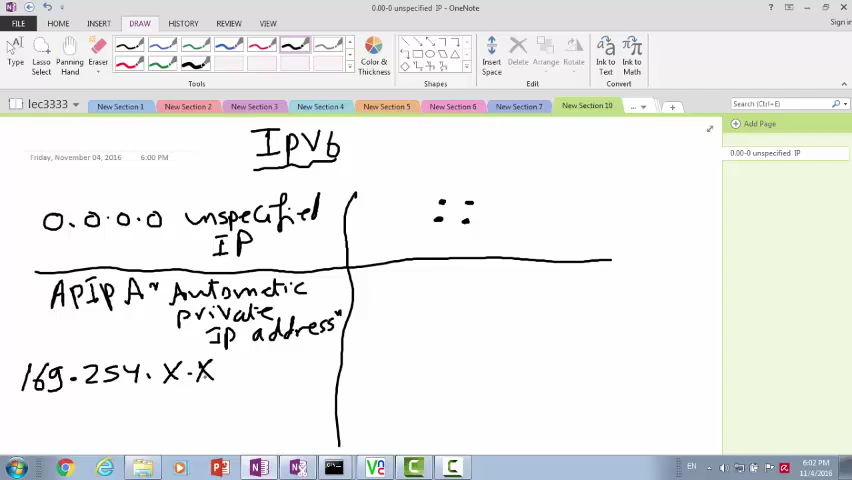 0.00-0 unspecified IP - OneNote
Sign in
FILE HOME INSERT DRAW HISTORY REVIEW VIEW
Type Lasso Select Panning Hand Eraser
Color & Thickness
Insert Space Delete Arrange Rotate
Ink to Text Ink to Math
Tools Shapes Edit Convert
lec3333 New Section 1 New Section 2 New Section 3 New Section 4 New Section 5 New Section 6 New Section 7 New Section 10 ... Search (Ctrl+E)
Add Page
0.00-0 unspecified IP
Friday, November 04, 2016 6:00 PM
IPV6
0.0.0.0 unspecified
IP
::
APIPA" Automatic
private
IP address"
169.254.X.X
EN 6:02 PM
11/4/2016